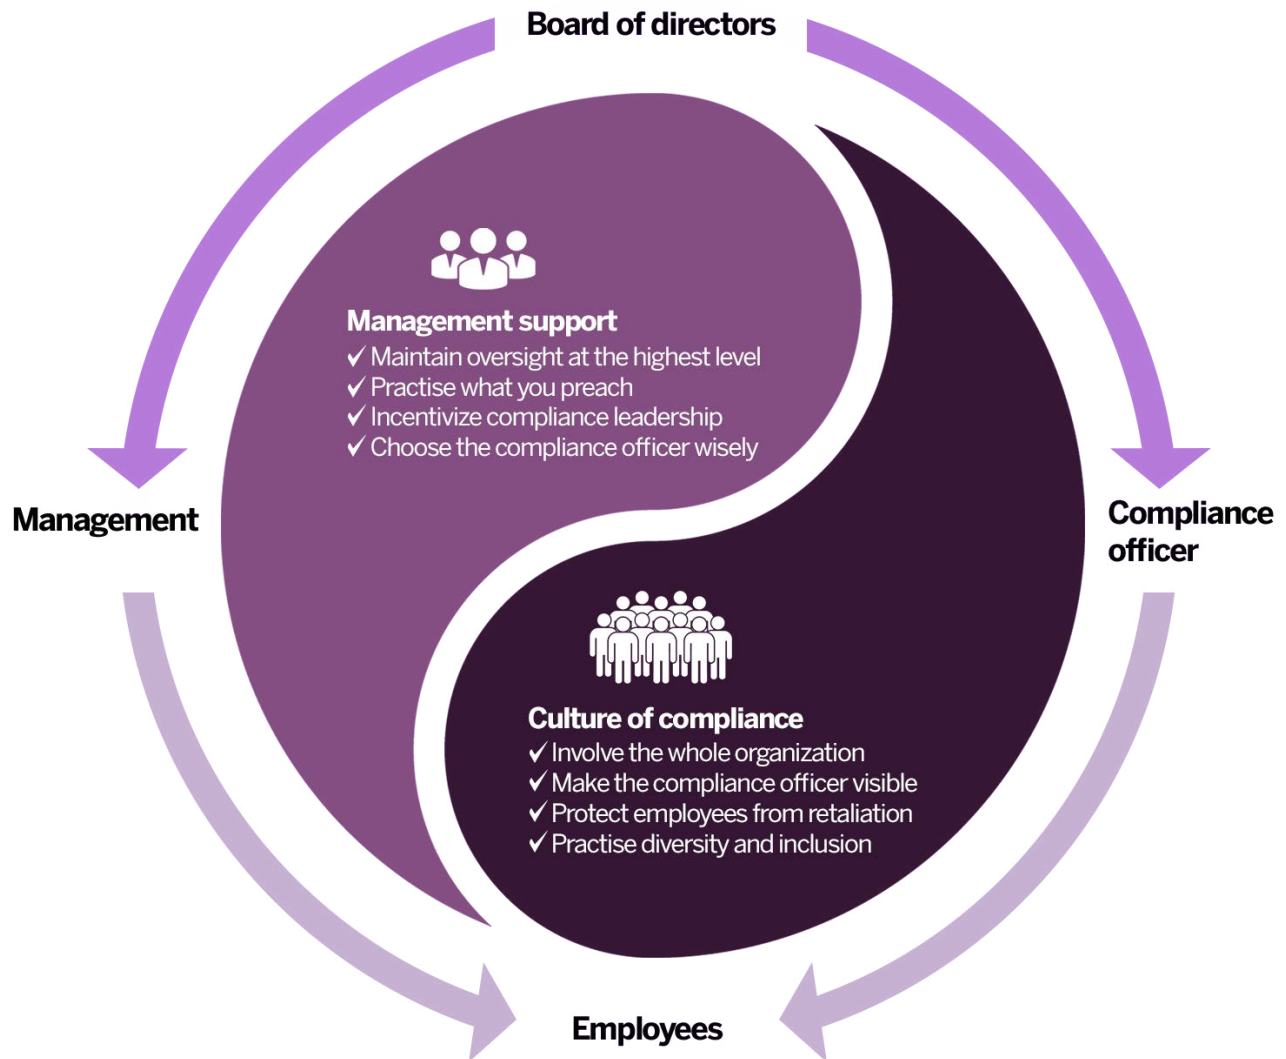 Board of directors
Management support
✓ Maintain oversight at the highest level
✓ Practise what you preach
✓ Incentivize compliance leadership
✓ Choose the compliance officer wisely
Management
Compliance
officer
Culture of compliance
✓ Involve the whole organization
✓ Make the compliance officer visible
✓ Protect employees from retaliation
✓ Practise diversity and inclusion
Employees